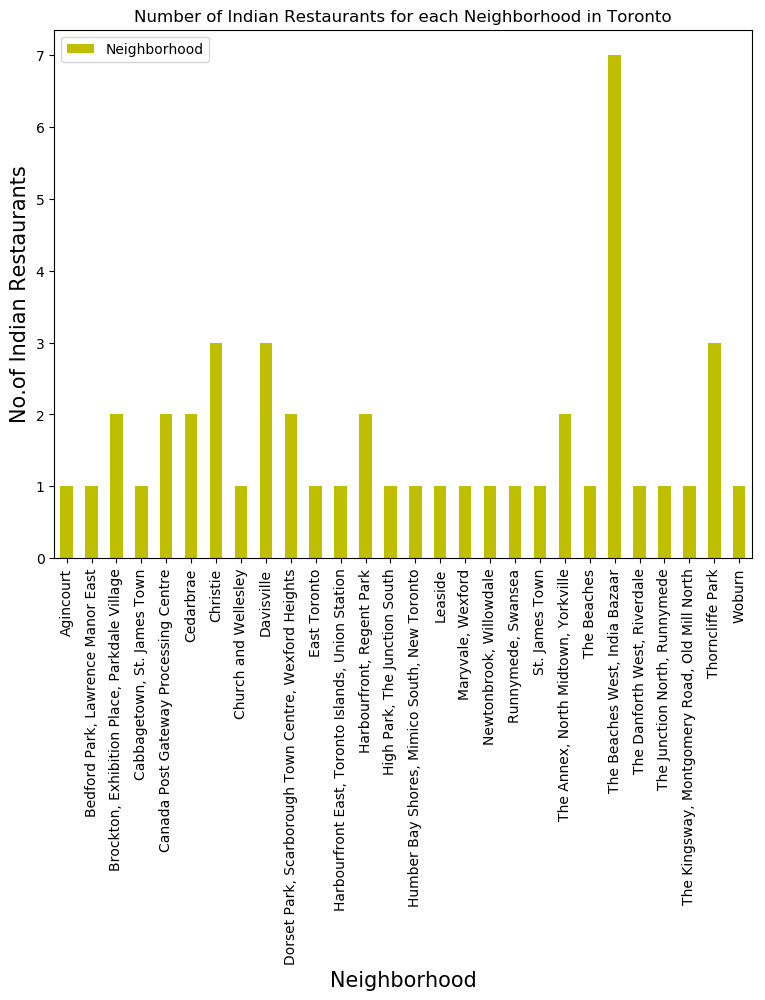 Number of Indian Restaurants for each Neighborhood in Toronto
Neighborhood
No.of Indian Restaurants
7
6
5
4
3
2
1
0
Agincourt
Bedford Park, Lawrence Manor East
Brockton, Exhibition Place, Parkdale Village
Cabbagetown, St. James Town
Canada Post Gateway Processing Centre
Cedarbrae
Christie
Church and Wellesley
Davisville
Dorset Park, Scarborough Town Centre, Wexford Heights
East Toronto
Harbourfront East, Toronto Islands, Union Station
Harbourfront, Regent Park
High Park, The Junction South
Humber Bay Shores, Mimico South, New Toronto
Leaside
Maryvale, Wexford
Newtonbrook, Willowdale
Runnymede, Swansea
St. James Town
The Annex, North Midtown, Yorkville
The Beaches
The Beaches West, India Bazaar
The Danforth West, Riverdale
The Junction North, Runnymede
The Kingsway, Montgomery Road, Old Mill North
Thorncliffe Park
Woburn
Neighborhood